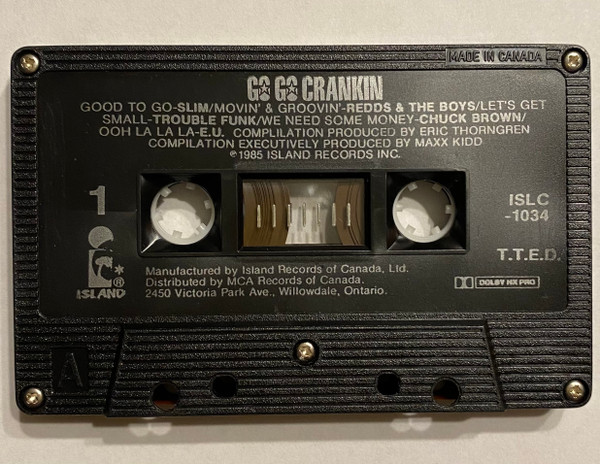 MADE IN CANADA
GO GO CRANKIN
GOOD TO GO-SLIM/MOVIN' & GROOVIN'-REDDS & THE BOYS/LET'S GET
SMALL-TROUBLE FUNK/WE NEED SOME MONEY-CHUCK BROWN/
OOH LA LA LA-E.U. COMPILATION PRODUCED BY ERIC THORNGREN
COMPILATION EXECUTIVELY PRODUCED BY MAXX KIDD
℗1985 ISLAND RECORDS INC.
1
ISLC
-1034
T.T.E.D.
ISLAND®
Manufactured by Island Records of Canada, Ltd.
Distributed by MCA Records of Canada.
2450 Victoria Park Ave., Willowdale, Ontario.
DOLBY HX PRO
A